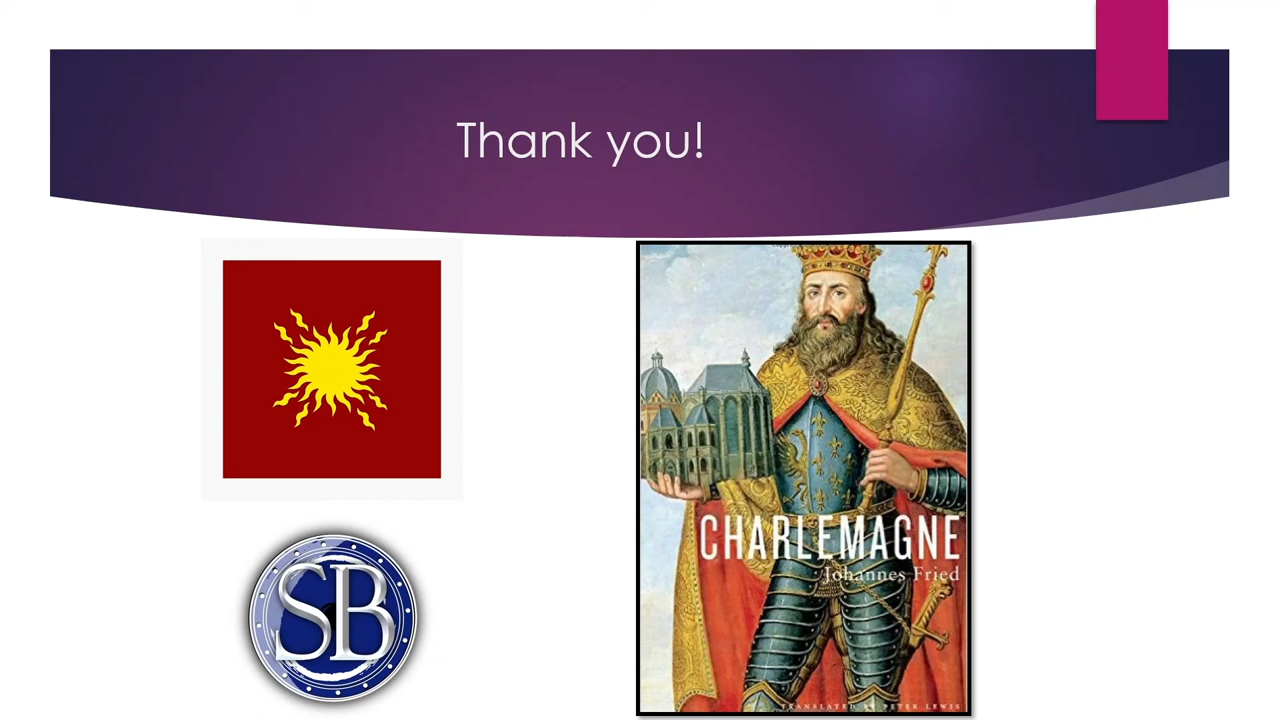 Thank you!
SB
CHARLEMAGNE
Johannes Fried
TRANSLATED BY PETER LEWIS